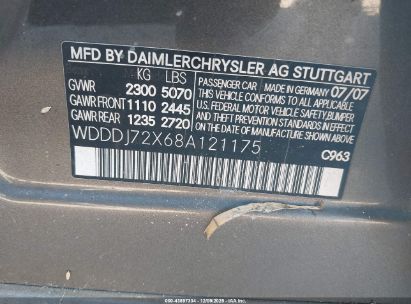 MFD BY DAIMLERCHRYSLER AG STUTTGART
KG LBS
GVWR 2300 5070
GAWR FRONT 1110 2445
GAWR REAR 1235 2720
PASSENGER CAR MADE IN GERMANY 07/07
THIS VEHICLE CONFORMS TO ALL APPLICABLE
U.S. FEDERAL MOTOR VEHICLE SAFETY, BUMPER
AND THEFT PREVENTION STANDARDS IN EFFECT
ON THE DATE OF MANUFACTURE SHOWN ABOVE
WDDDJ72X68A121175
C963